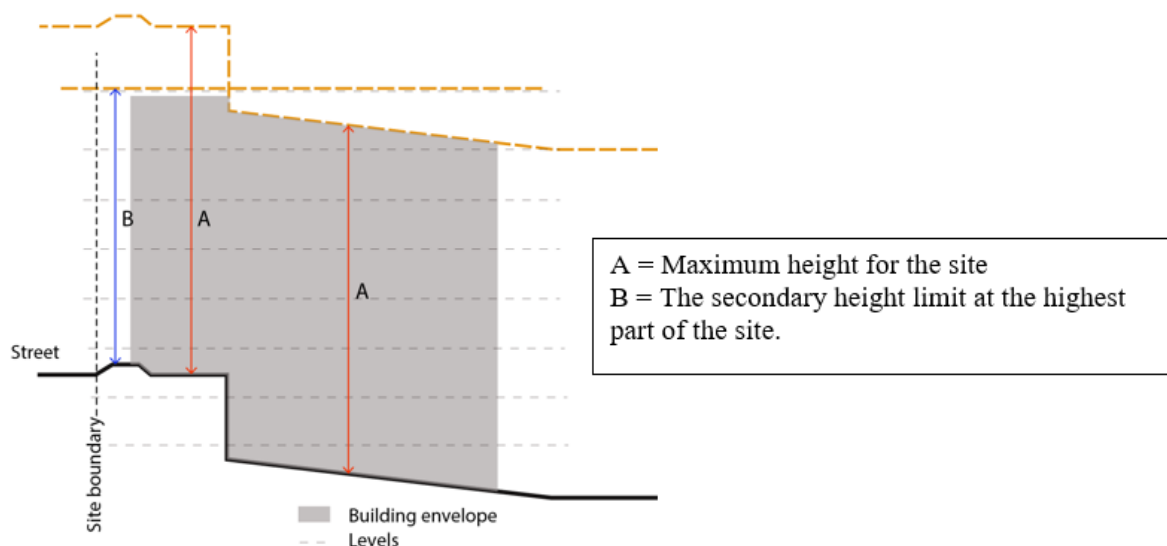 B
A
A
A = Maximum height for the site
B = The secondary height limit at the highest
part of the site.
Street
Site boundary
Building envelope
Levels